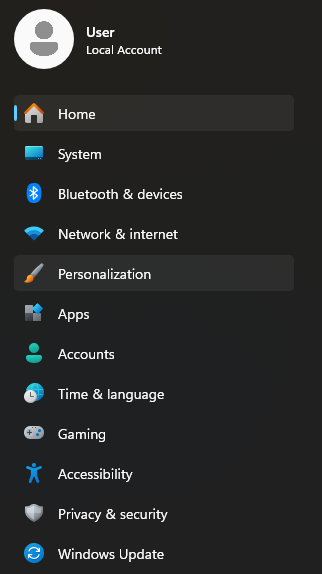 User
Local Account
Home
System
Bluetooth & devices
Network & internet
Personalization
Apps
Accounts
Time & language
Gaming
Accessibility
Privacy & security
Windows Update